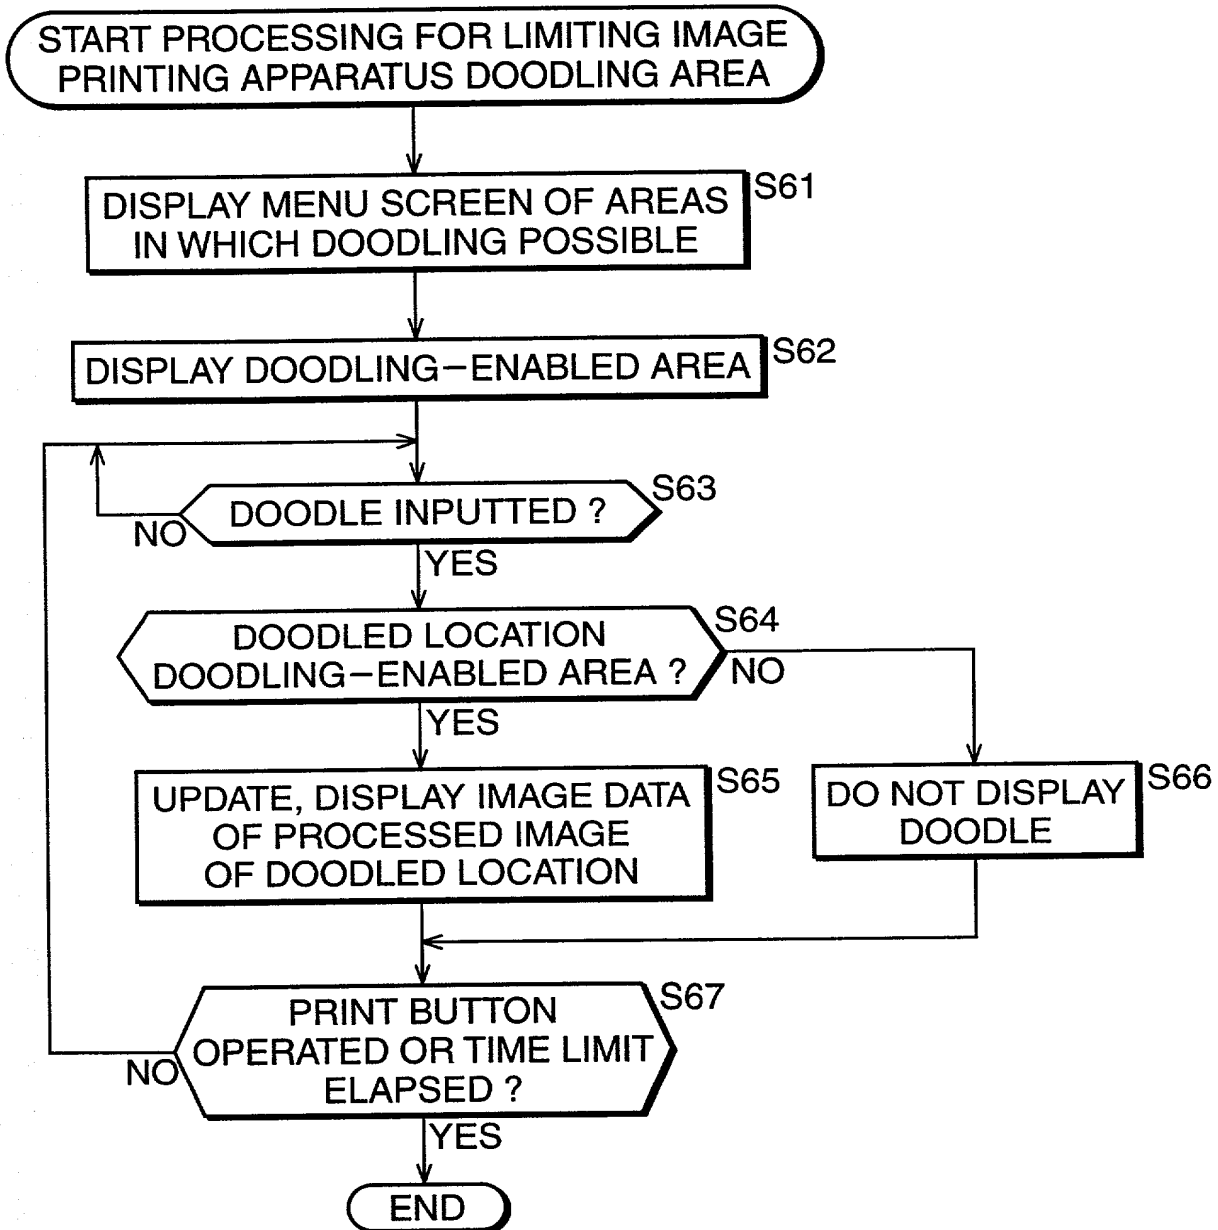 START PROCESSING FOR LIMITING IMAGE
PRINTING APPARATUS DOODLING AREA
DISPLAY MENU SCREEN OF AREAS
IN WHICH DOODLING POSSIBLE
S61
DISPLAY DOODLING-ENABLED AREA
S62
DOODLE INPUTTED ?
S63
NO
YES
DOODLED LOCATION
DOODLING-ENABLED AREA ?
S64
NO
YES
UPDATE, DISPLAY IMAGE DATA
OF PROCESSED IMAGE
OF DOODLED LOCATION
S65
DO NOT DISPLAY
DOODLE
S66
PRINT BUTTON
OPERATED OR TIME LIMIT
ELAPSED ?
S67
NO
YES
END